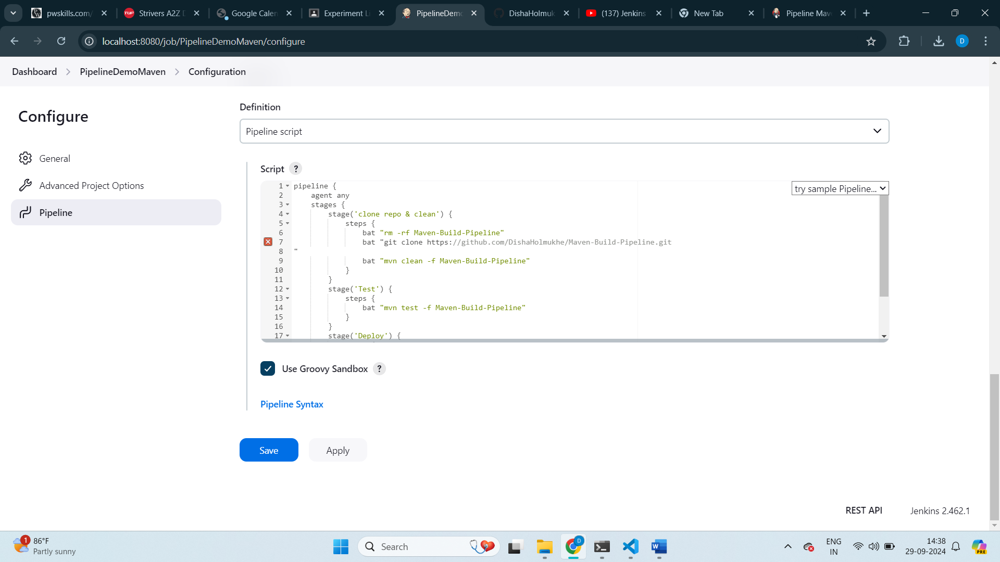 pwskills.com/
Strivers A2Z D
Google Calen
Experiment Li
PipelineDemo
DishaHolmuk
(137) Jenkins
New Tab
Pipeline Mave
localhost:8080/job/PipelineDemoMaven/configure
D
Dashboard
PipelineDemoMaven
Configuration
Configure
General
Advanced Project Options
Pipeline
Definition
Pipeline script
Script ?
try sample Pipeline...
1 pipeline {
2 agent any
3 stages {
4 stage('clone repo & clean') {
5 steps {
6 bat "rm -rf Maven-Build-Pipeline"
7 bat "git clone https://github.com/DishaHolmukhe/Maven-Build-Pipeline.git
8 "
9 bat "mvn clean -f Maven-Build-Pipeline"
10 }
11 }
12 stage('Test') {
13 steps {
14 bat "mvn test -f Maven-Build-Pipeline"
15 }
16 }
17 stage('Deploy') {
Use Groovy Sandbox ?
Pipeline Syntax
Save
Apply
REST API
Jenkins 2.462.1
1
86°F
Partly sunny
Search
D
W
ENG
IN
14:38
29-09-2024
PRE